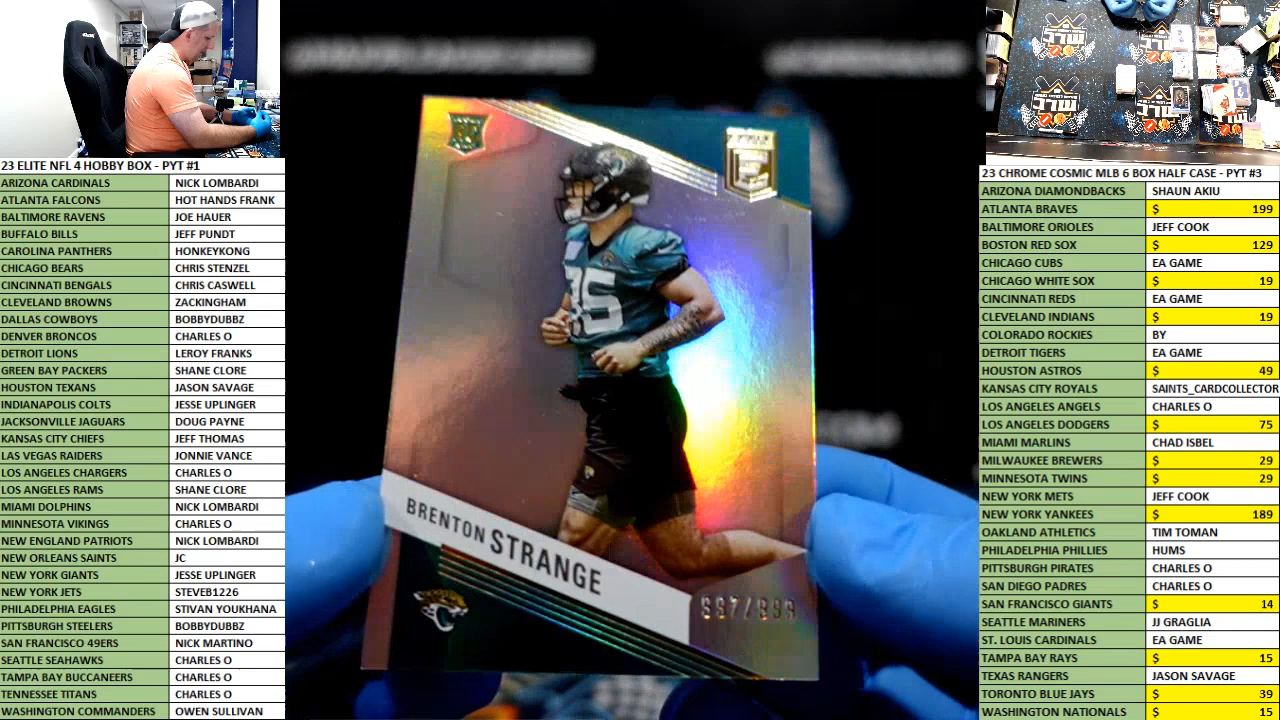 23 ELITE NFL 4 HOBBY BOX - PYT #1
ARIZONA CARDINALS NICK LOMBARDI
ATLANTA FALCONS HOT HANDS FRANK
BALTIMORE RAVENS JOE HAUER
BUFFALO BILLS JEFF PUNDT
CAROLINA PANTHERS HONKEYKONG
CHICAGO BEARS CHRIS STENZEL
CINCINNATI BENGALS CHRIS CASWELL
CLEVELAND BROWNS ZACKINGHAM
DALLAS COWBOYS BOBBYDUBBZ
DENVER BRONCOS CHARLES O
DETROIT LIONS LEROY FRANKS
GREEN BAY PACKERS SHANE CLORE
HOUSTON TEXANS JASON SAVAGE
INDIANAPOLIS COLTS JESSE UPLINGER
JACKSONVILLE JAGUARS DOUG PAYNE
KANSAS CITY CHIEFS JEFF THOMAS
LAS VEGAS RAIDERS JONNIE VANCE
LOS ANGELES CHARGERS CHARLES O
LOS ANGELES RAMS SHANE CLORE
MIAMI DOLPHINS NICK LOMBARDI
MINNESOTA VIKINGS CHARLES O
NEW ENGLAND PATRIOTS NICK LOMBARDI
NEW ORLEANS SAINTS JC
NEW YORK GIANTS JESSE UPLINGER
NEW YORK JETS STEVEB1226
PHILADELPHIA EAGLES STIVAN YOUKHANA
PITTSBURGH STEELERS BOBBYDUBBZ
SAN FRANCISCO 49ERS NICK MARTINO
SEATTLE SEAHAWKS CHARLES O
TAMPA BAY BUCCANEERS CHARLES O
TENNESSEE TITANS CHARLES O
WASHINGTON COMMANDERS OWEN SULLIVAN
85
BRENTON STRANGE
23 CHROME COSMIC MLB 6 BOX HALF CASE - PYT #3
ARIZONA DIAMONDBACKS SHAUN AKIU
ATLANTA BRAVES $ 199
BALTIMORE ORIOLES JEFF COOK
BOSTON RED SOX $ 129
CHICAGO CUBS EA GAME
CHICAGO WHITE SOX $ 19
CINCINNATI REDS EA GAME
CLEVELAND INDIANS $ 19
COLORADO ROCKIES BY
DETROIT TIGERS EA GAME
HOUSTON ASTROS $ 49
KANSAS CITY ROYALS SAINTS_CARDCOLLECTOR
LOS ANGELES ANGELS CHARLES O
LOS ANGELES DODGERS $ 75
MIAMI MARLINS CHAD ISBEL
MILWAUKEE BREWERS $ 29
MINNESOTA TWINS $ 29
NEW YORK METS JEFF COOK
NEW YORK YANKEES $ 189
OAKLAND ATHLETICS TIM TOMAN
PHILADELPHIA PHILLIES HUMS
PITTSBURGH PIRATES CHARLES O
SAN DIEGO PADRES CHARLES O
SAN FRANCISCO GIANTS $ 14
SEATTLE MARINERS JJ GRAGLIA
ST. LOUIS CARDINALS EA GAME
TAMPA BAY RAYS $ 15
TEXAS RANGERS JASON SAVAGE
TORONTO BLUE JAYS $ 39
WASHINGTON NATIONALS $ 15